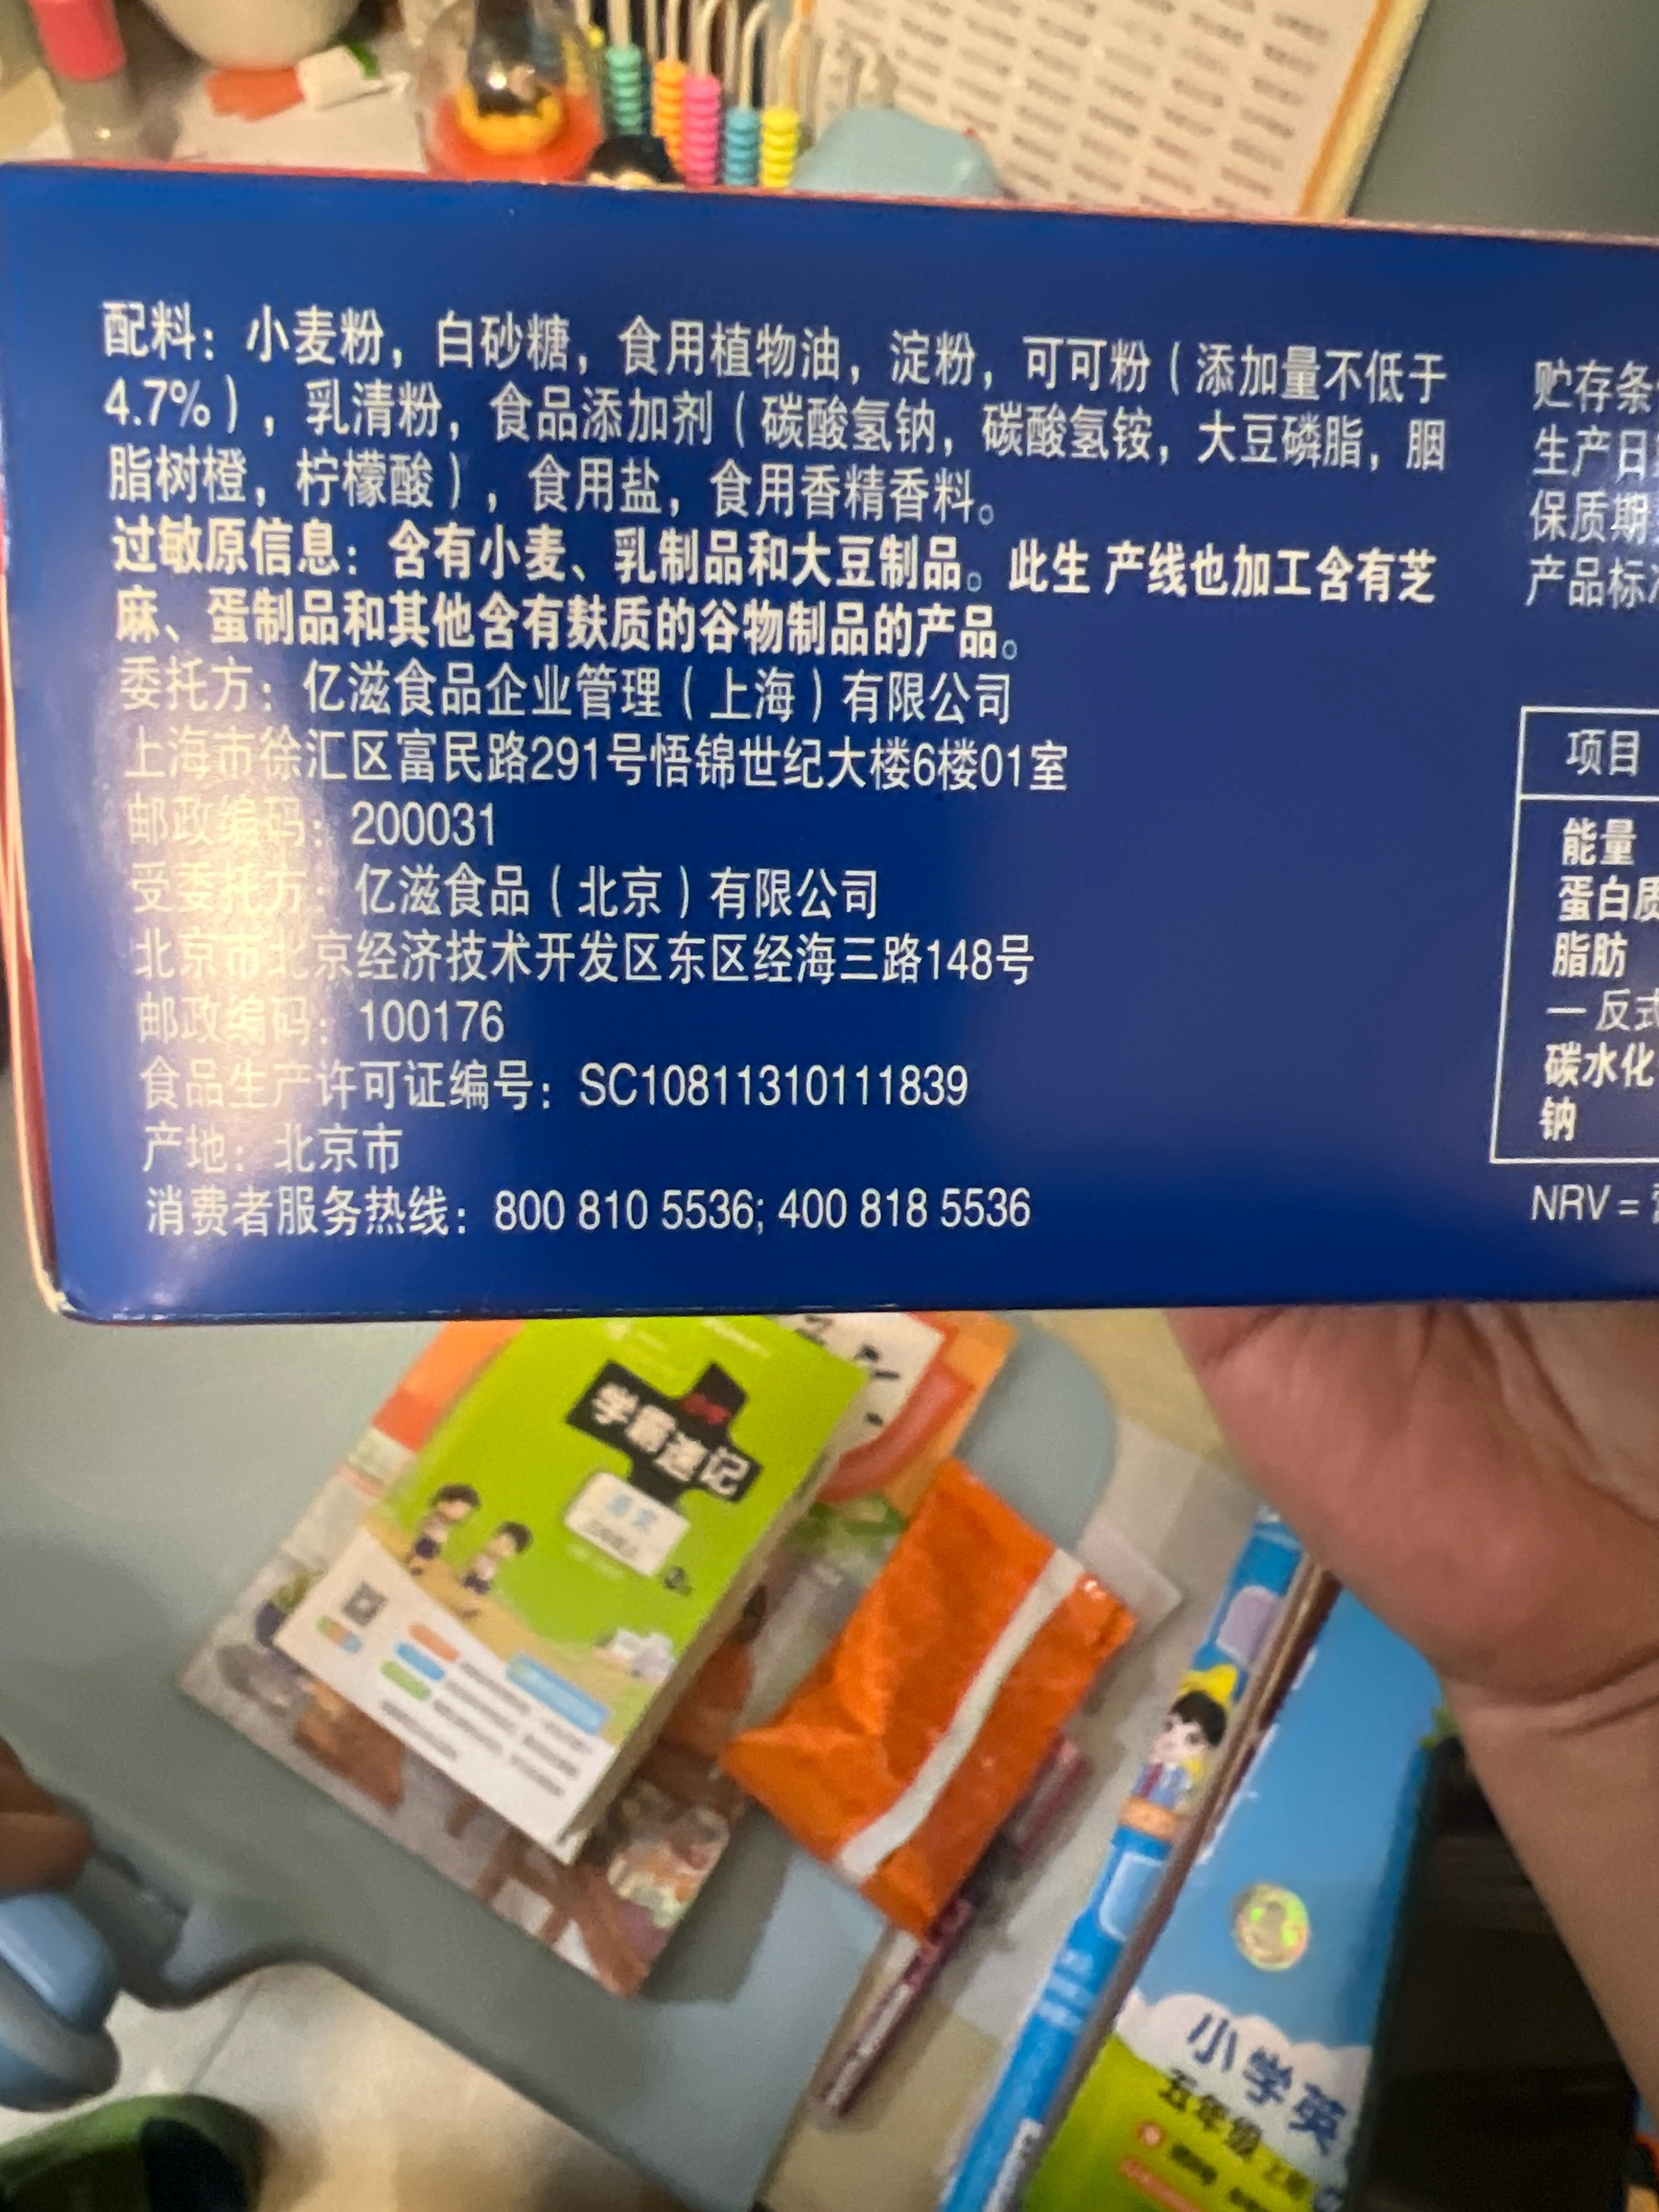 配料：小麦粉，白砂糖，食用植物油，淀粉，可可粉（添加量不低于
4.7%），乳清粉，食品添加剂（碳酸氢钠，碳酸氢铵，大豆磷脂，胭
脂树橙，柠檬酸），食用盐，食用香精香料。
过敏原信息：含有小麦、乳制品和大豆制品。此生 产线也加工含有芝
麻、蛋制品和其他含有麸质的谷物制品的产品。
委托方：亿滋食品企业管理（上海）有限公司
上海市徐汇区富民路291号悟锦世纪大楼6楼01室
邮政编码：200031
受委托方：亿滋食品（北京）有限公司
北京市北京经济技术开发区东区经海三路148号
邮政编码：100176
食品生产许可证编号：SC10811310111839
产地：北京市
消费者服务热线：800 810 5536; 400 818 5536
贮存条
生产日
保质期
产品标
项目
能量
蛋白质
脂肪
— 反式
碳水化
钠
NRV =
学霸速记
语文
小学英
五年级 上册